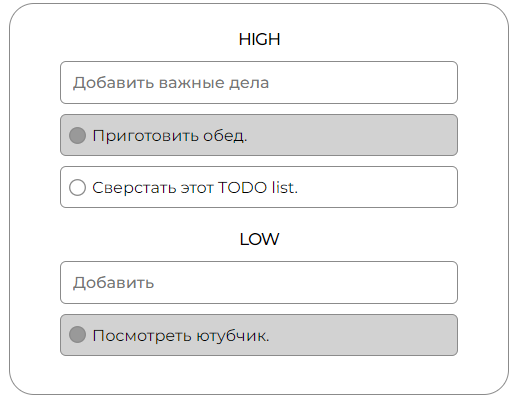 HIGH
Добавить важные дела
Приготовить обед.
Сверстать этот TODO list.
LOW
Добавить
Посмотреть ютубчик.